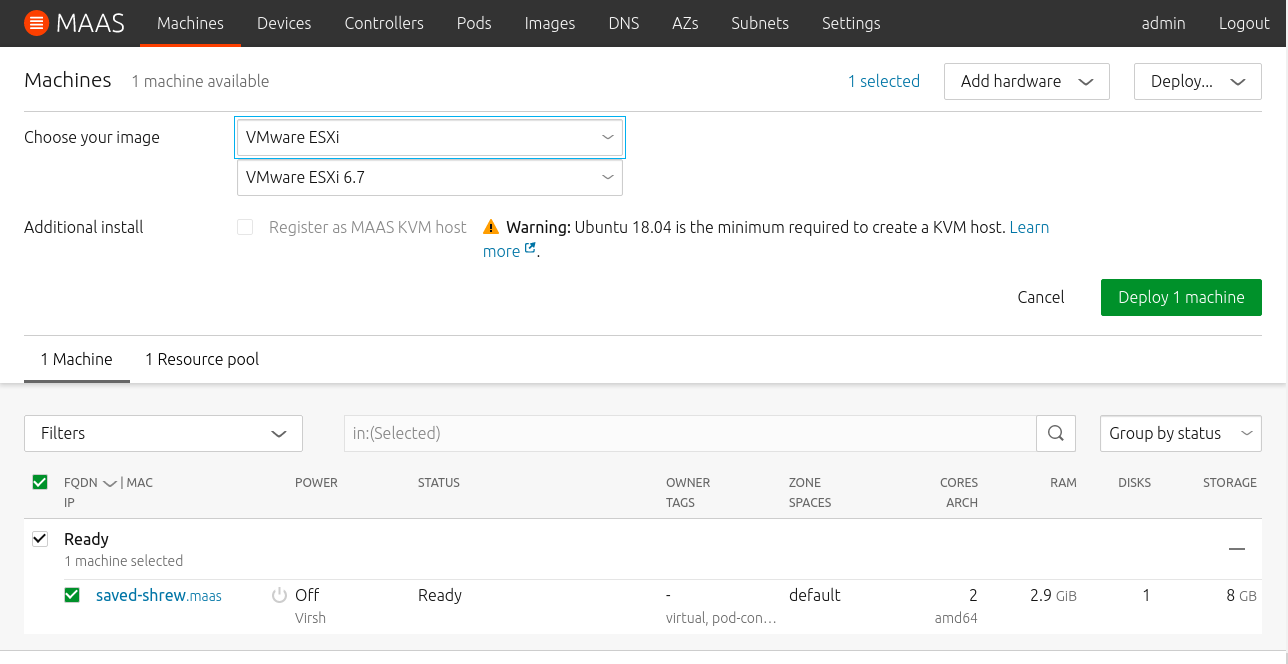 MAAS Machines Devices Controllers Pods Images DNS AZs Subnets Settings admin Logout
Machines 1 machine available 1 selected Add hardware Deploy...
Choose your image VMware ESXi
VMware ESXi 6.7
Additional install Register as MAAS KVM host Warning: Ubuntu 18.04 is the minimum required to create a KVM host. Learn
more .
Cancel Deploy 1 machine
1 Machine 1 Resource pool
Filters in:(Selected) Group by status
FQDN | MAC POWER STATUS OWNER ZONE CORES RAM DISKS STORAGE
IP TAGS SPACES ARCH
Ready
1 machine selected
saved-shrew.maas Off Ready - default 2 2.9 GiB 1 8 GB
Virsh virtual, pod-con... amd64